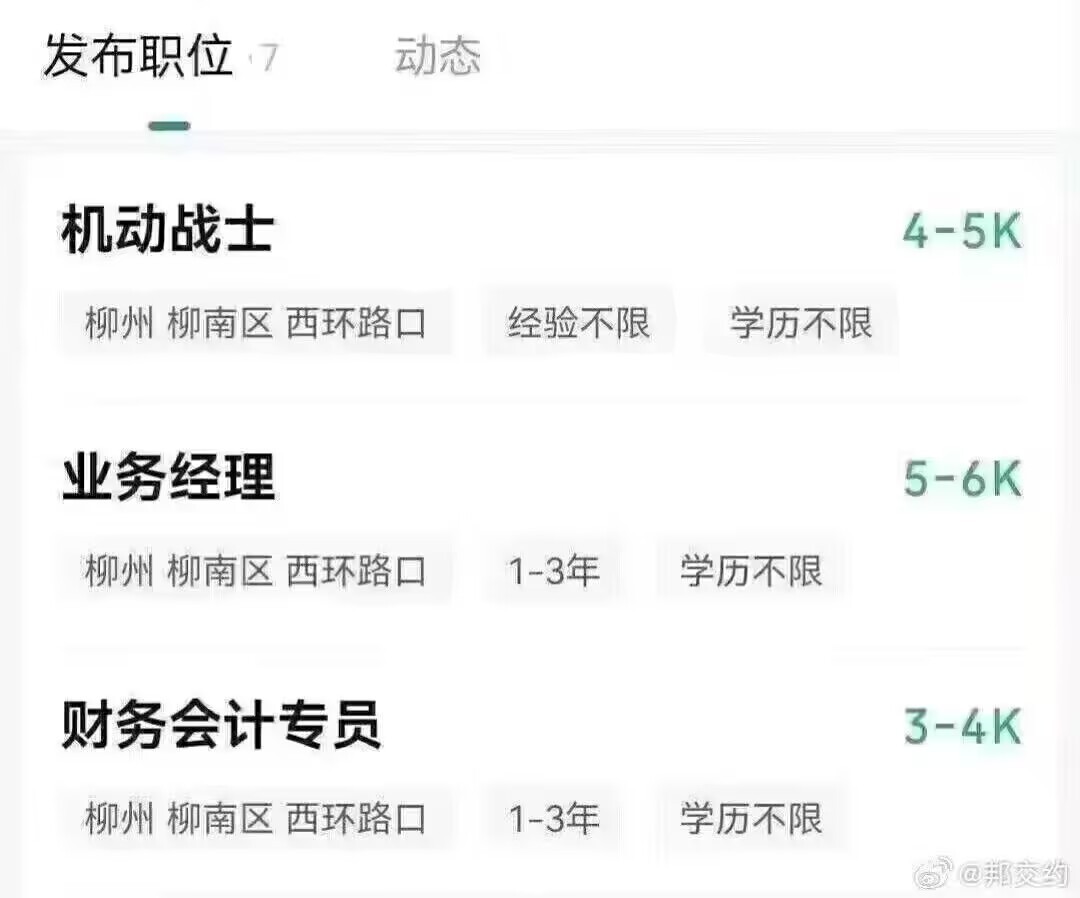 发布职位 · 7 动态
机动战士 4-5K
柳州 柳南区 西环路口 经验不限 学历不限
业务经理 5-6K
柳州 柳南区 西环路口 1-3年 学历不限
财务会计专员 3-4K
柳州 柳南区 西环路口 1-3年 学历不限
@邦交约